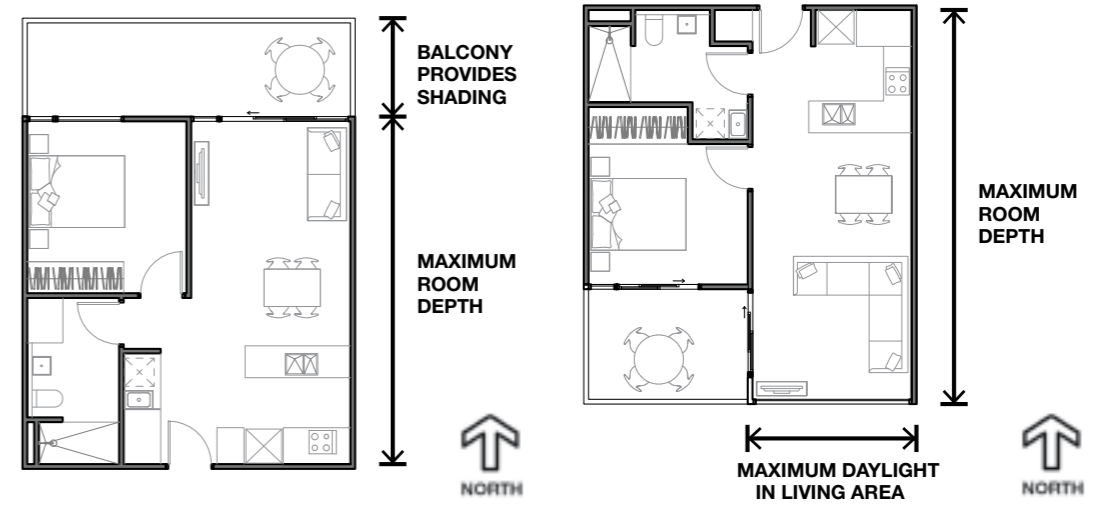 BALCONY
PROVIDES
SHADING
MAXIMUM
ROOM
DEPTH
NORTH
MAXIMUM
ROOM
DEPTH
MAXIMUM DAYLIGHT
IN LIVING AREA
NORTH